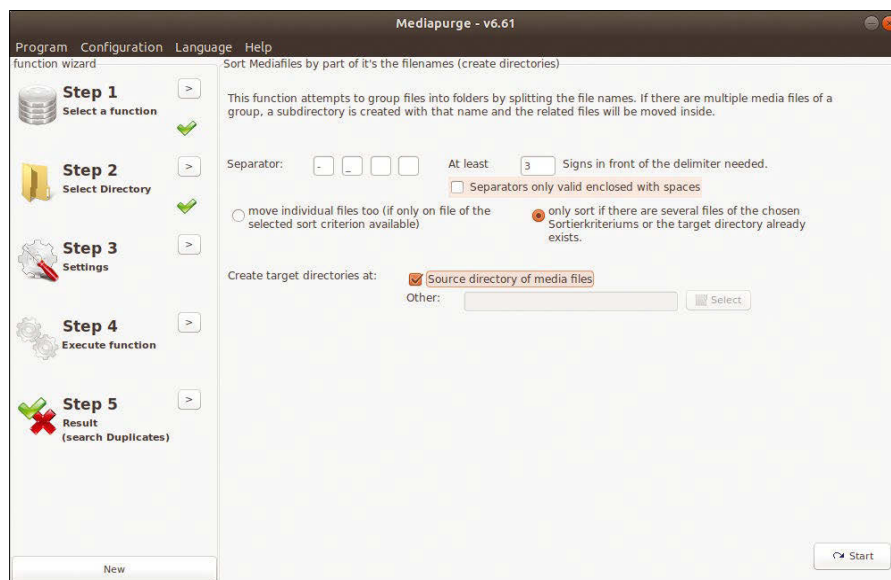 Mediapurge - v6.61
Program Configuration Language Help
function wizard
Step 1
Select a function
>
Step 2
Select Directory
>
Step 3
Settings
>
Step 4
Execute function
>
Step 5
Result
(search Duplicates)
>
New
Sort Mediafiles by part of it's the filenames (create directories)
This function attempts to group files into folders by splitting the file names. If there are multiple media files of a
group, a subdirectory is created with that name and the related files will be moved inside.
Separator: - _ At least 3 Signs in front of the delimiter needed.
Separators only valid enclosed with spaces
move individual files too (if only on file of the
selected sort criterion available)
only sort if there are several files of the chosen
Sortierkriteriums or the target directory already
exists.
Create target directories at: Source directory of media files
Other: Select
Start